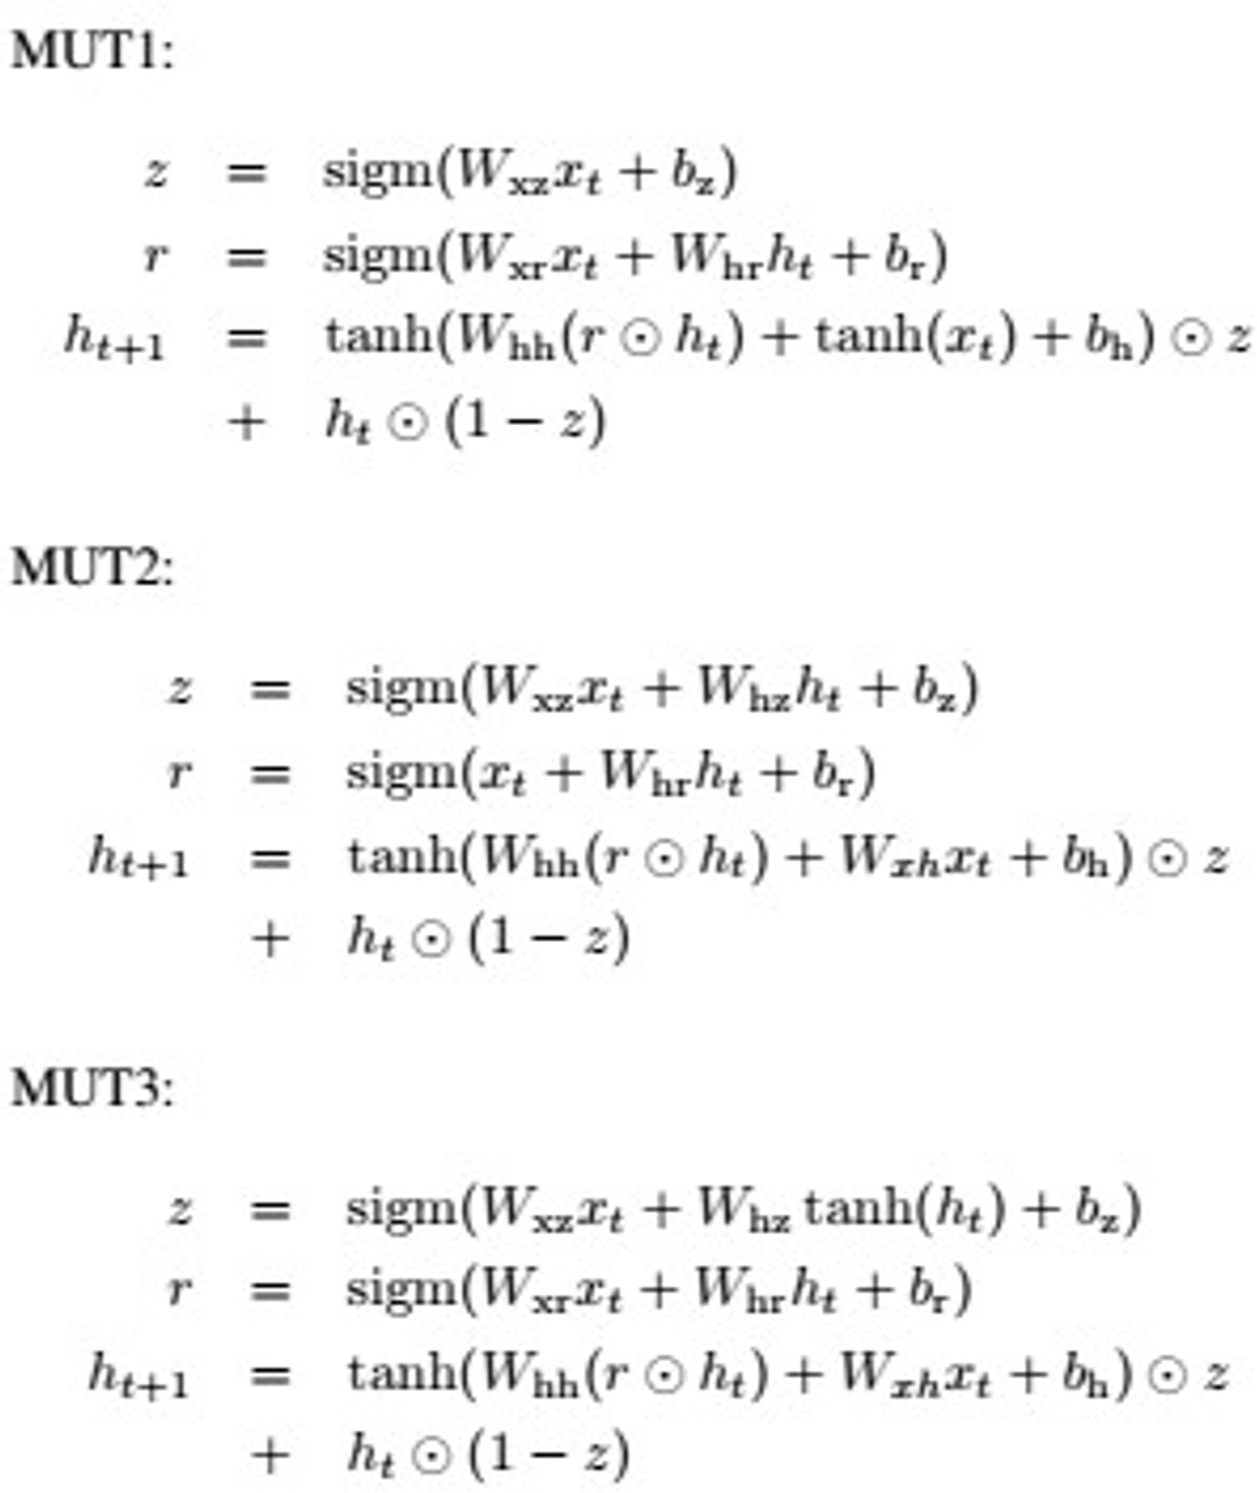 MUT1:
z = sigm(W_xz x_t + b_z)
r = sigm(W_xr x_t + W_hr h_t + b_r)
h_{t+1} = tanh(W_hh(r ⊙ h_t) + tanh(x_t) + b_h) ⊙ z
+ h_t ⊙ (1 − z)
MUT2:
z = sigm(W_xz x_t + W_hz h_t + b_z)
r = sigm(x_t + W_hr h_t + b_r)
h_{t+1} = tanh(W_hh(r ⊙ h_t) + W_xh x_t + b_h) ⊙ z
+ h_t ⊙ (1 − z)
MUT3:
z = sigm(W_xz x_t + W_hz tanh(h_t) + b_z)
r = sigm(W_xr x_t + W_hr h_t + b_r)
h_{t+1} = tanh(W_hh(r ⊙ h_t) + W_xh x_t + b_h) ⊙ z
+ h_t ⊙ (1 − z)